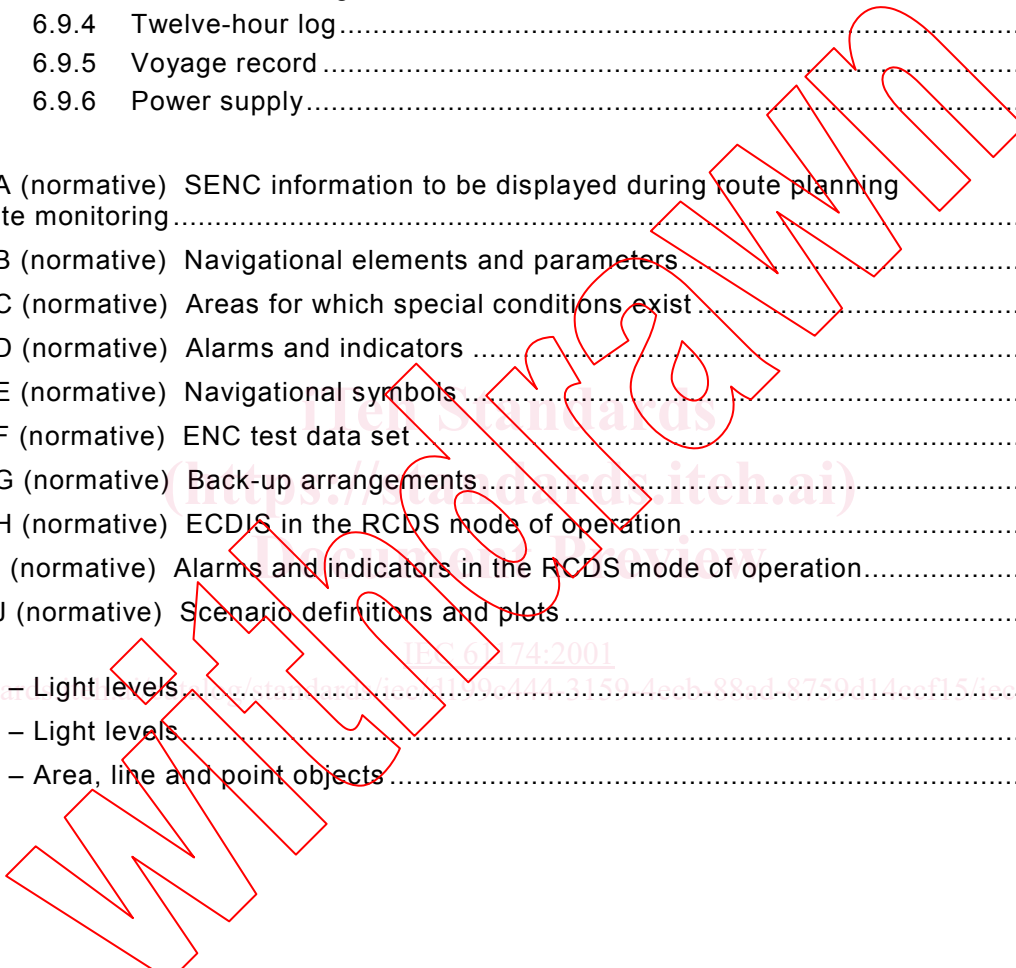 6.9.4 Twelve-hour log
6.9.5 Voyage record
6.9.6 Power supply
A (normative) SENC information to be displayed during route planning
te monitoring
B (normative) Navigational elements and parameters
C (normative) Areas for which special conditions exist
D (normative) Alarms and indicators
E (normative) Navigational symbols
F (normative) ENC test data set
G (normative) Back-up arrangements
H (normative) ECDIS in the RCDS mode of operation
(normative) Alarms and indicators in the RCDS mode of operation
J (normative) Scenario definitions and plots
– Light levels
– Light levels
– Area, line and point objects
iTeh Standards
(https://standards.iteh.ai)
Document Preview
IEC 61174:2001
withdrawn